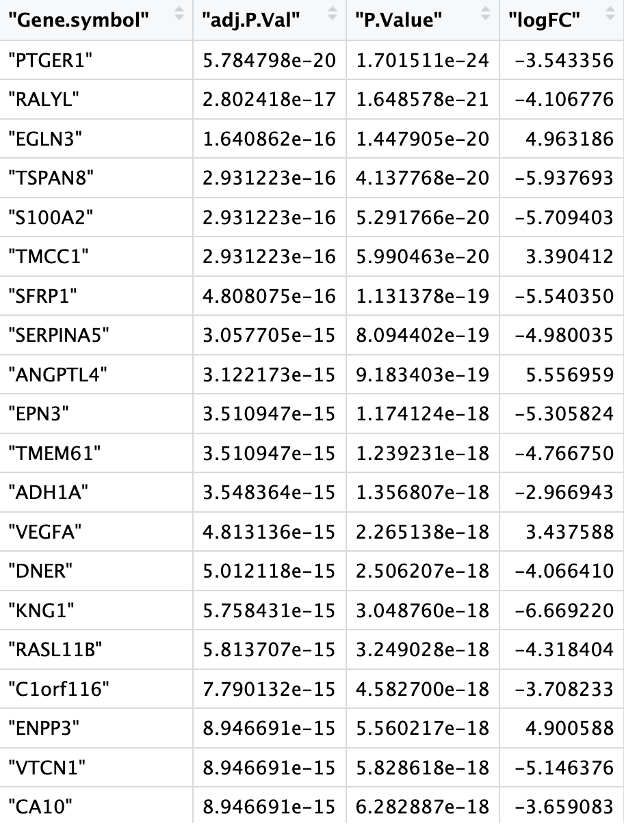 "Gene.symbol" "adj.P.Val" "P.Value" "logFC"
"PTGER1" 5.784798e-20 1.701511e-24 -3.543356
"RALYL" 2.802418e-17 1.648578e-21 -4.106776
"EGLN3" 1.640862e-16 1.447905e-20 4.963186
"TSPAN8" 2.931223e-16 4.137768e-20 -5.937693
"S100A2" 2.931223e-16 5.291766e-20 -5.709403
"TMCC1" 2.931223e-16 5.990463e-20 3.390412
"SFRP1" 4.808075e-16 1.131378e-19 -5.540350
"SERPINA5" 3.057705e-15 8.094402e-19 -4.980035
"ANGPTL4" 3.122173e-15 9.183403e-19 5.556959
"EPN3" 3.510947e-15 1.174124e-18 -5.305824
"TMEM61" 3.510947e-15 1.239231e-18 -4.766750
"ADH1A" 3.548364e-15 1.356807e-18 -2.966943
"VEGFA" 4.813136e-15 2.265138e-18 3.437588
"DNER" 5.012118e-15 2.506207e-18 -4.066410
"KNG1" 5.758431e-15 3.048760e-18 -6.669220
"RASL11B" 5.813707e-15 3.249028e-18 -4.318404
"C1orf116" 7.790132e-15 4.582700e-18 -3.708233
"ENPP3" 8.946691e-15 5.560217e-18 4.900588
"VTCN1" 8.946691e-15 5.828618e-18 -5.146376
"CA10" 8.946691e-15 6.282887e-18 -3.659083